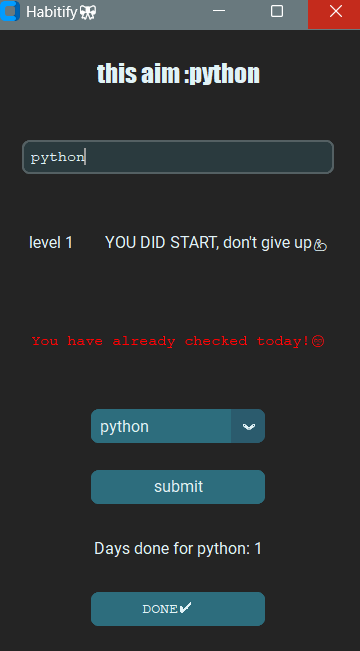 Habitify🎀
this aim :python
python
level 1 YOU DID START, don't give up💪
You have already checked today!😊
python
submit
Days done for python: 1
DONE✔